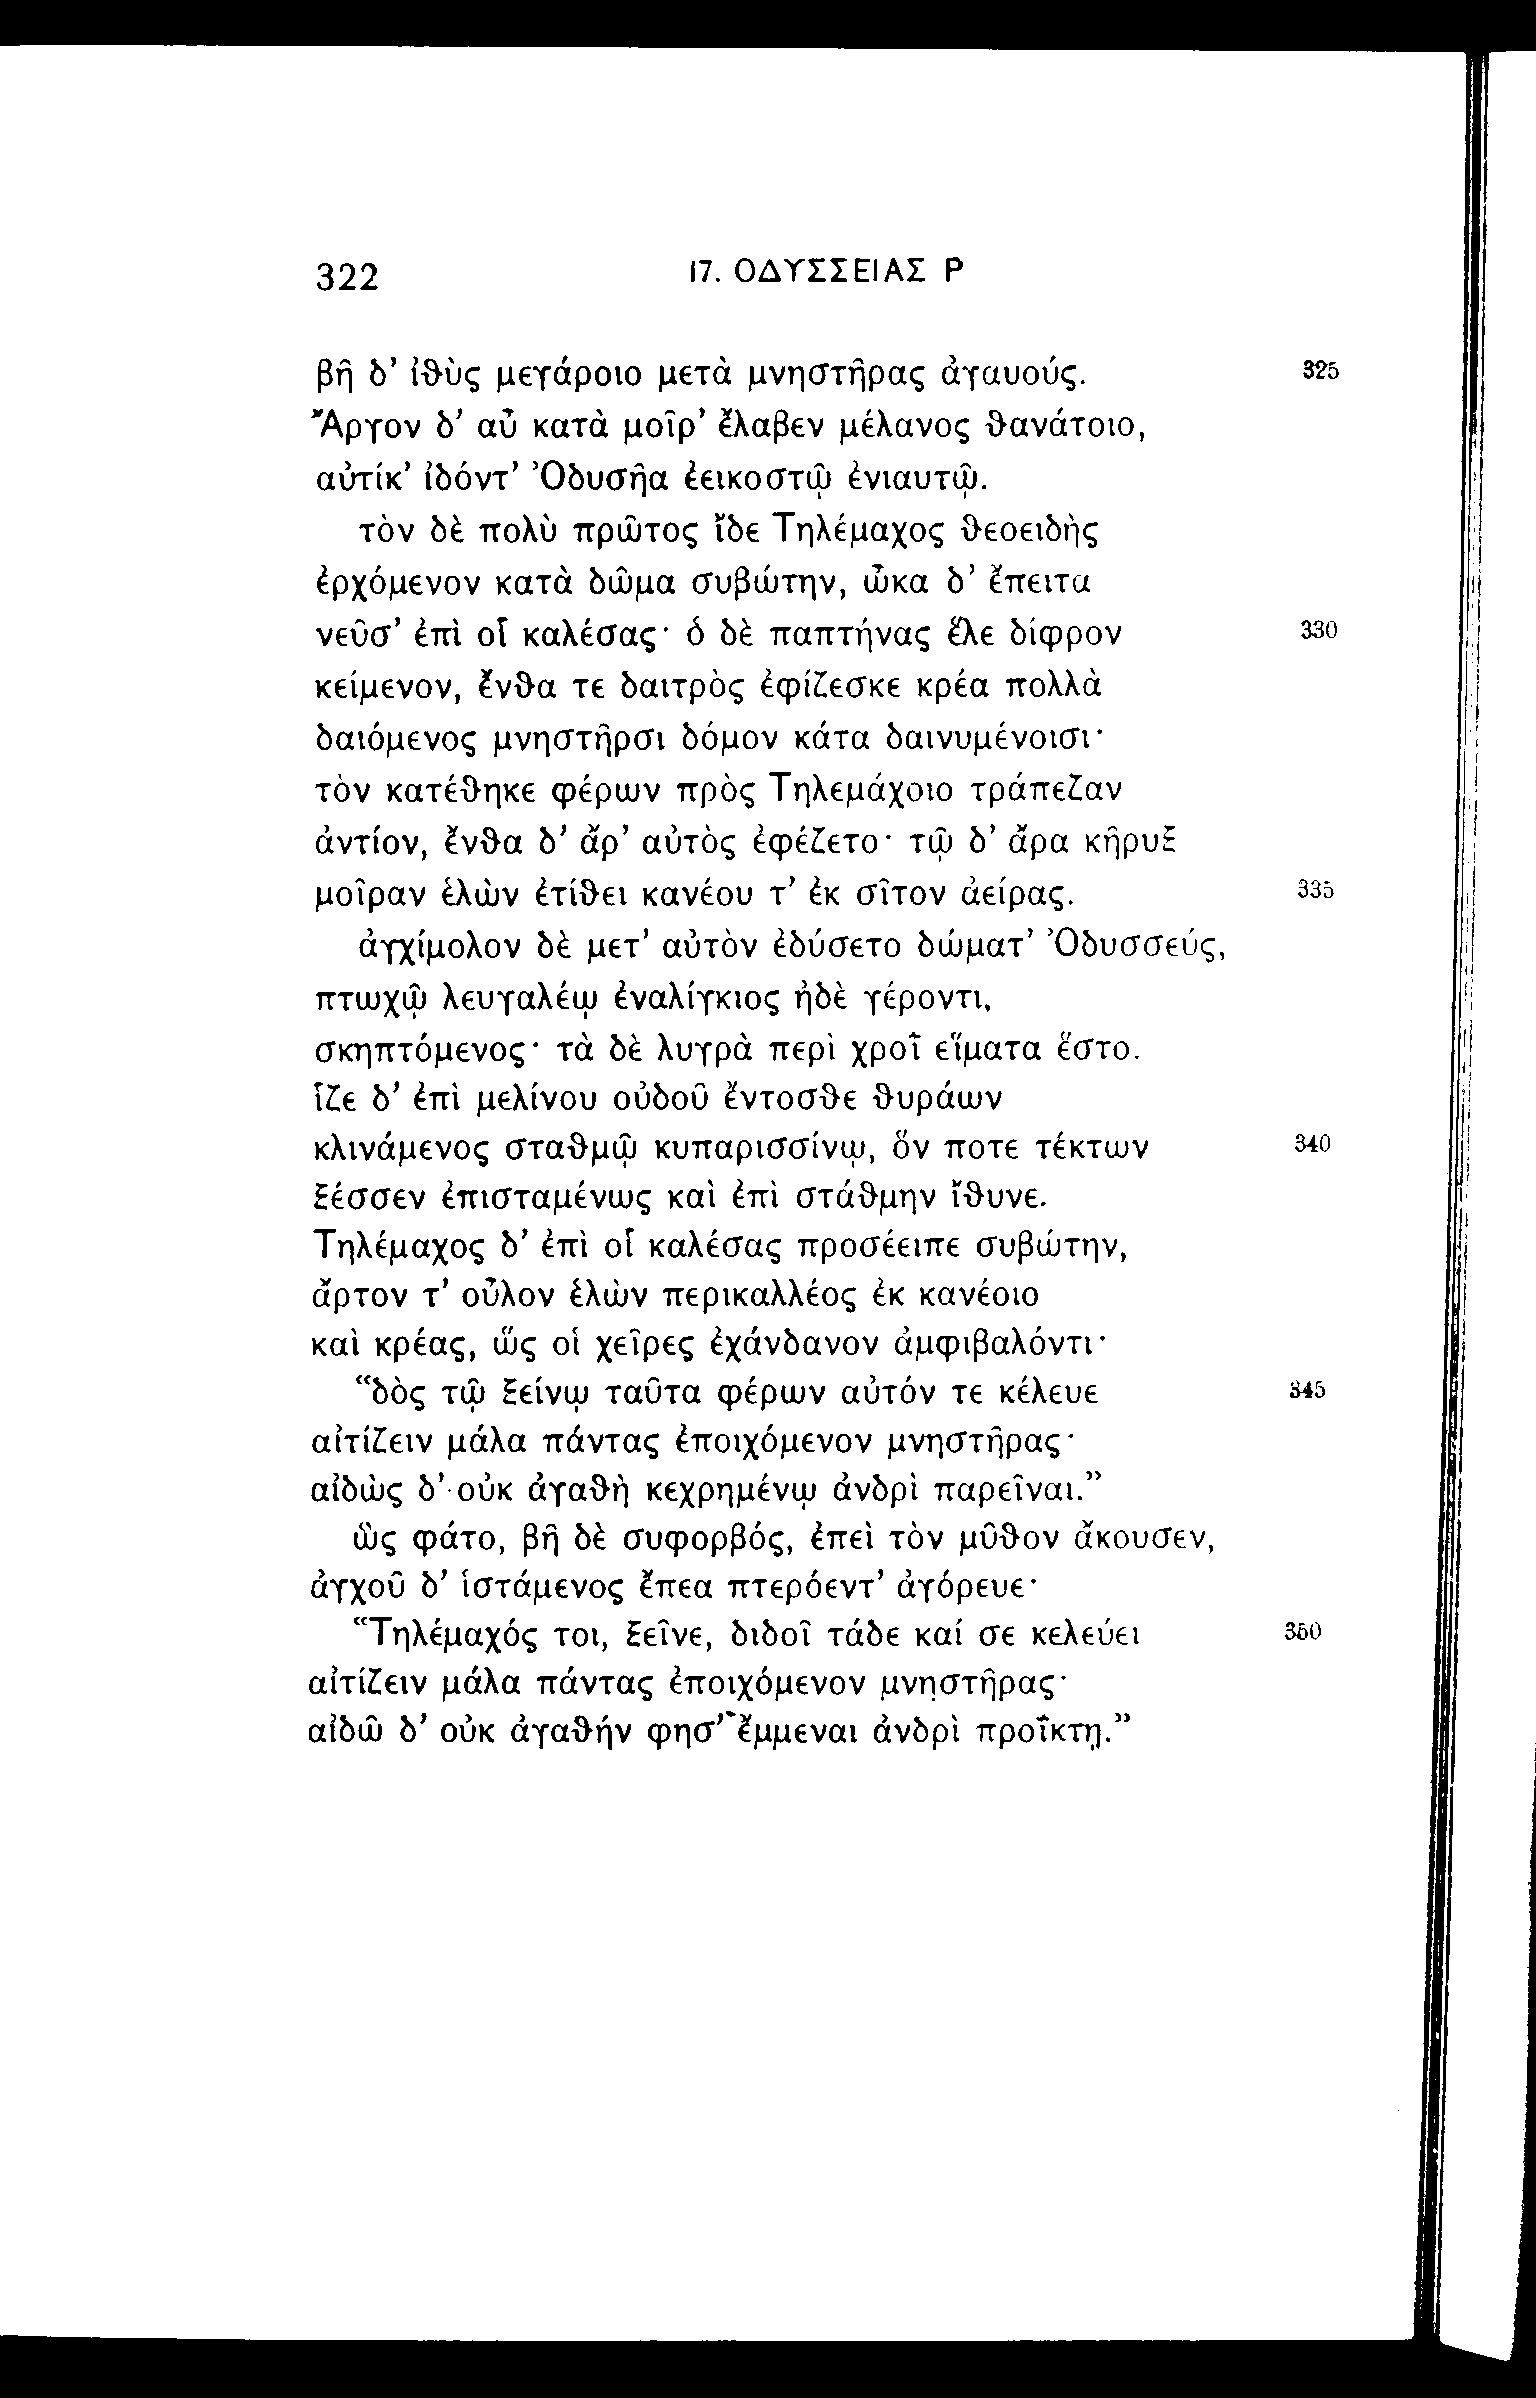 322
17. ΟΔΥΣΣΕΙΑΣ Ρ
βῆ δ’ ἰϑὺς μεγάροιο μετὰ μνηστῆρας ἀγαυούς. 325
Ἄργον δ’ αὖ κατὰ μοῖρ’ ἔλαβεν μέλανος ϑανάτοιο,
αὐτίκ’ ἰδόντ’ Ὀδυσῆα ἐεικοστῷ ἐνιαυτῷ.
τὸν δὲ πολὺ πρῶτος ἴδε Τηλέμαχος ϑεοειδὴς
ἐρχόμενον κατὰ δῶμα συβώτην, ὦκα δ’ ἔπειτα
νεῦσ’ ἐπὶ οἷ καλέσας· ὁ δὲ παπτήνας ἕλε δίφρον 330
κείμενον, ἔνϑα τε δαιτρὸς ἐφίζεσκε κρέα πολλὰ
δαιόμενος μνηστῆρσι δόμον κάτα δαινυμένοισι·
τὸν κατέϑηκε φέρων πρὸς Τηλεμάχοιο τράπεζαν
ἀντίον, ἔνϑα δ’ ἄρ’ αὐτὸς ἐφέζετο· τῷ δ’ ἄρα κῆρυξ
μοῖραν ἑλὼν ἐτίϑει κανέου τ’ ἐκ σῖτον ἀείρας. 335
ἀγχίμολον δὲ μετ’ αὐτὸν ἐδύσετο δώματ’ Ὀδυσσεύς,
πτωχῷ λευγαλέῳ ἐναλίγκιος ἠδὲ γέροντι,
σκηπτόμενος· τὰ δὲ λυγρὰ περὶ χροῒ εἵματα ἕστο.
ἷζε δ’ ἐπὶ μελίνου οὐδοῦ ἔντοσϑε ϑυράων
κλινάμενος σταϑμῷ κυπαρισσίνῳ, ὅν ποτε τέκτων 340
ξέσσεν ἐπισταμένως καὶ ἐπὶ στάϑμην ἴϑυνε.
Τηλέμαχος δ’ ἐπὶ οἷ καλέσας προσέειπε συβώτην,
ἄρτον τ’ οὖλον ἑλὼν περικαλλέος ἐκ κανέοιο
καὶ κρέας, ὥς οἱ χεῖρες ἐχάνδανον ἀμφιβαλόντι·
“δὸς τῷ ξείνῳ ταῦτα φέρων αὐτόν τε κέλευε 345
αἰτίζειν μάλα πάντας ἐποιχόμενον μνηστῆρας·
αἰδὼς δ’ οὐκ ἀγαϑὴ κεχρημένῳ ἀνδρὶ παρεῖναι.”
ὣς φάτο, βῆ δὲ συφορβός, ἐπεὶ τὸν μῦϑον ἄκουσεν,
ἀγχοῦ δ’ ἱστάμενος ἔπεα πτερόεντ’ ἀγόρευε·
“Τηλέμαχός τοι, ξεῖνε, διδοῖ τάδε καί σε κελεύει 350
αἰτίζειν μάλα πάντας ἐποιχόμενον μνηστῆρας·
αἰδῶ δ’ οὐκ ἀγαϑήν φησ’ ἔμμεναι ἀνδρὶ προΐκτῃ.”